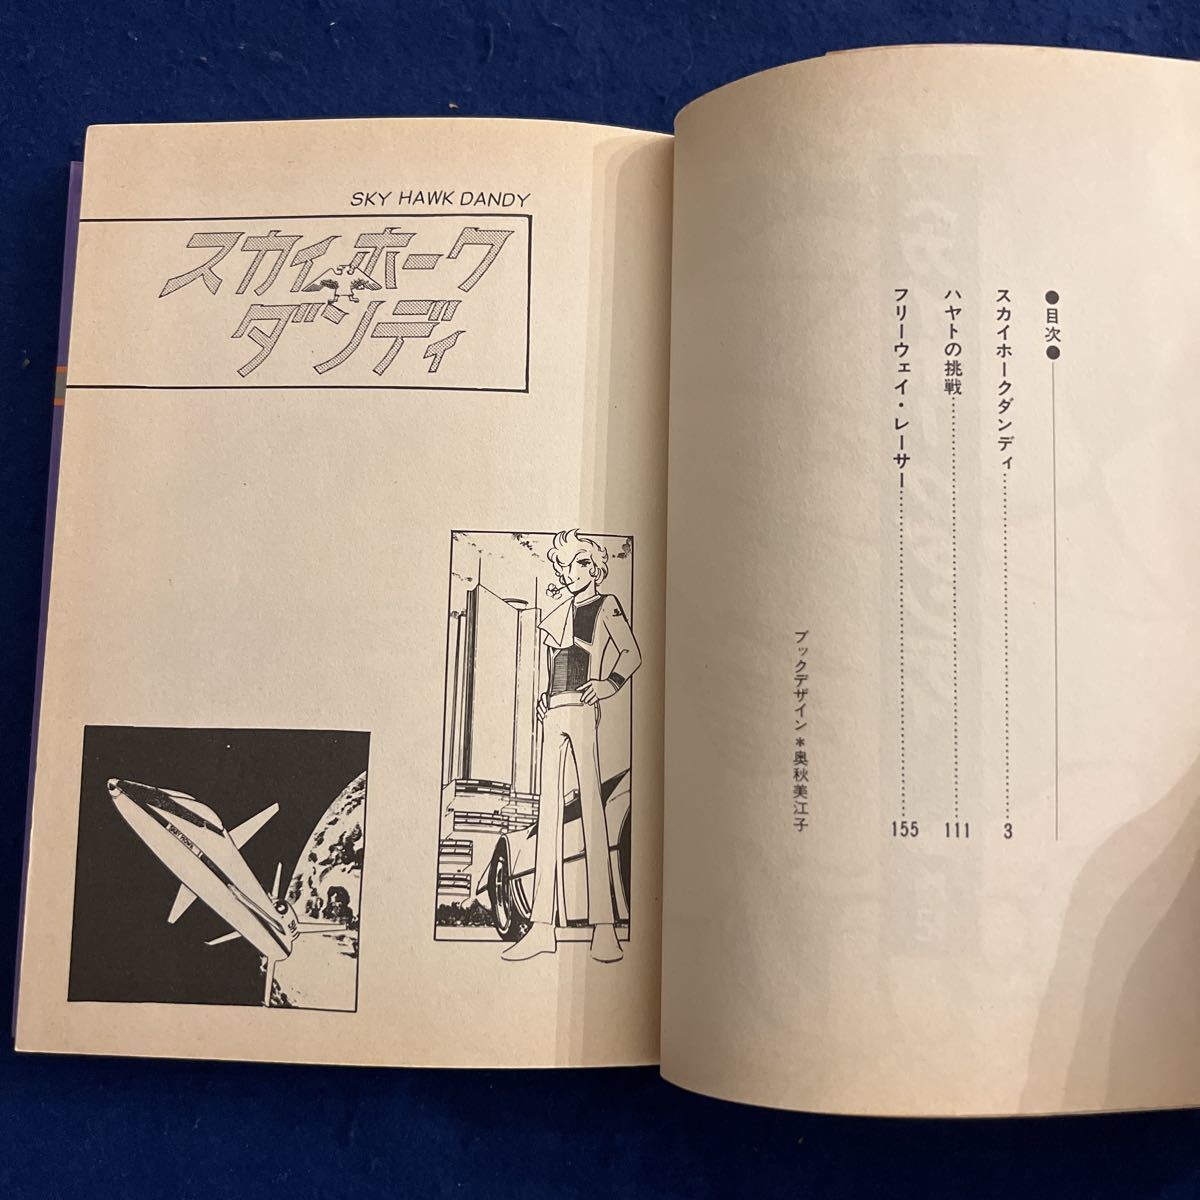 ●目次●
スカイホークダンディ……………………3
ハヤトの挑戦……………………111
フリーウェイ・レーサー……………………155
ブックデザイン＊奥秋美江子
SKY HAWK DANDY
スカイホーク
ダンディ